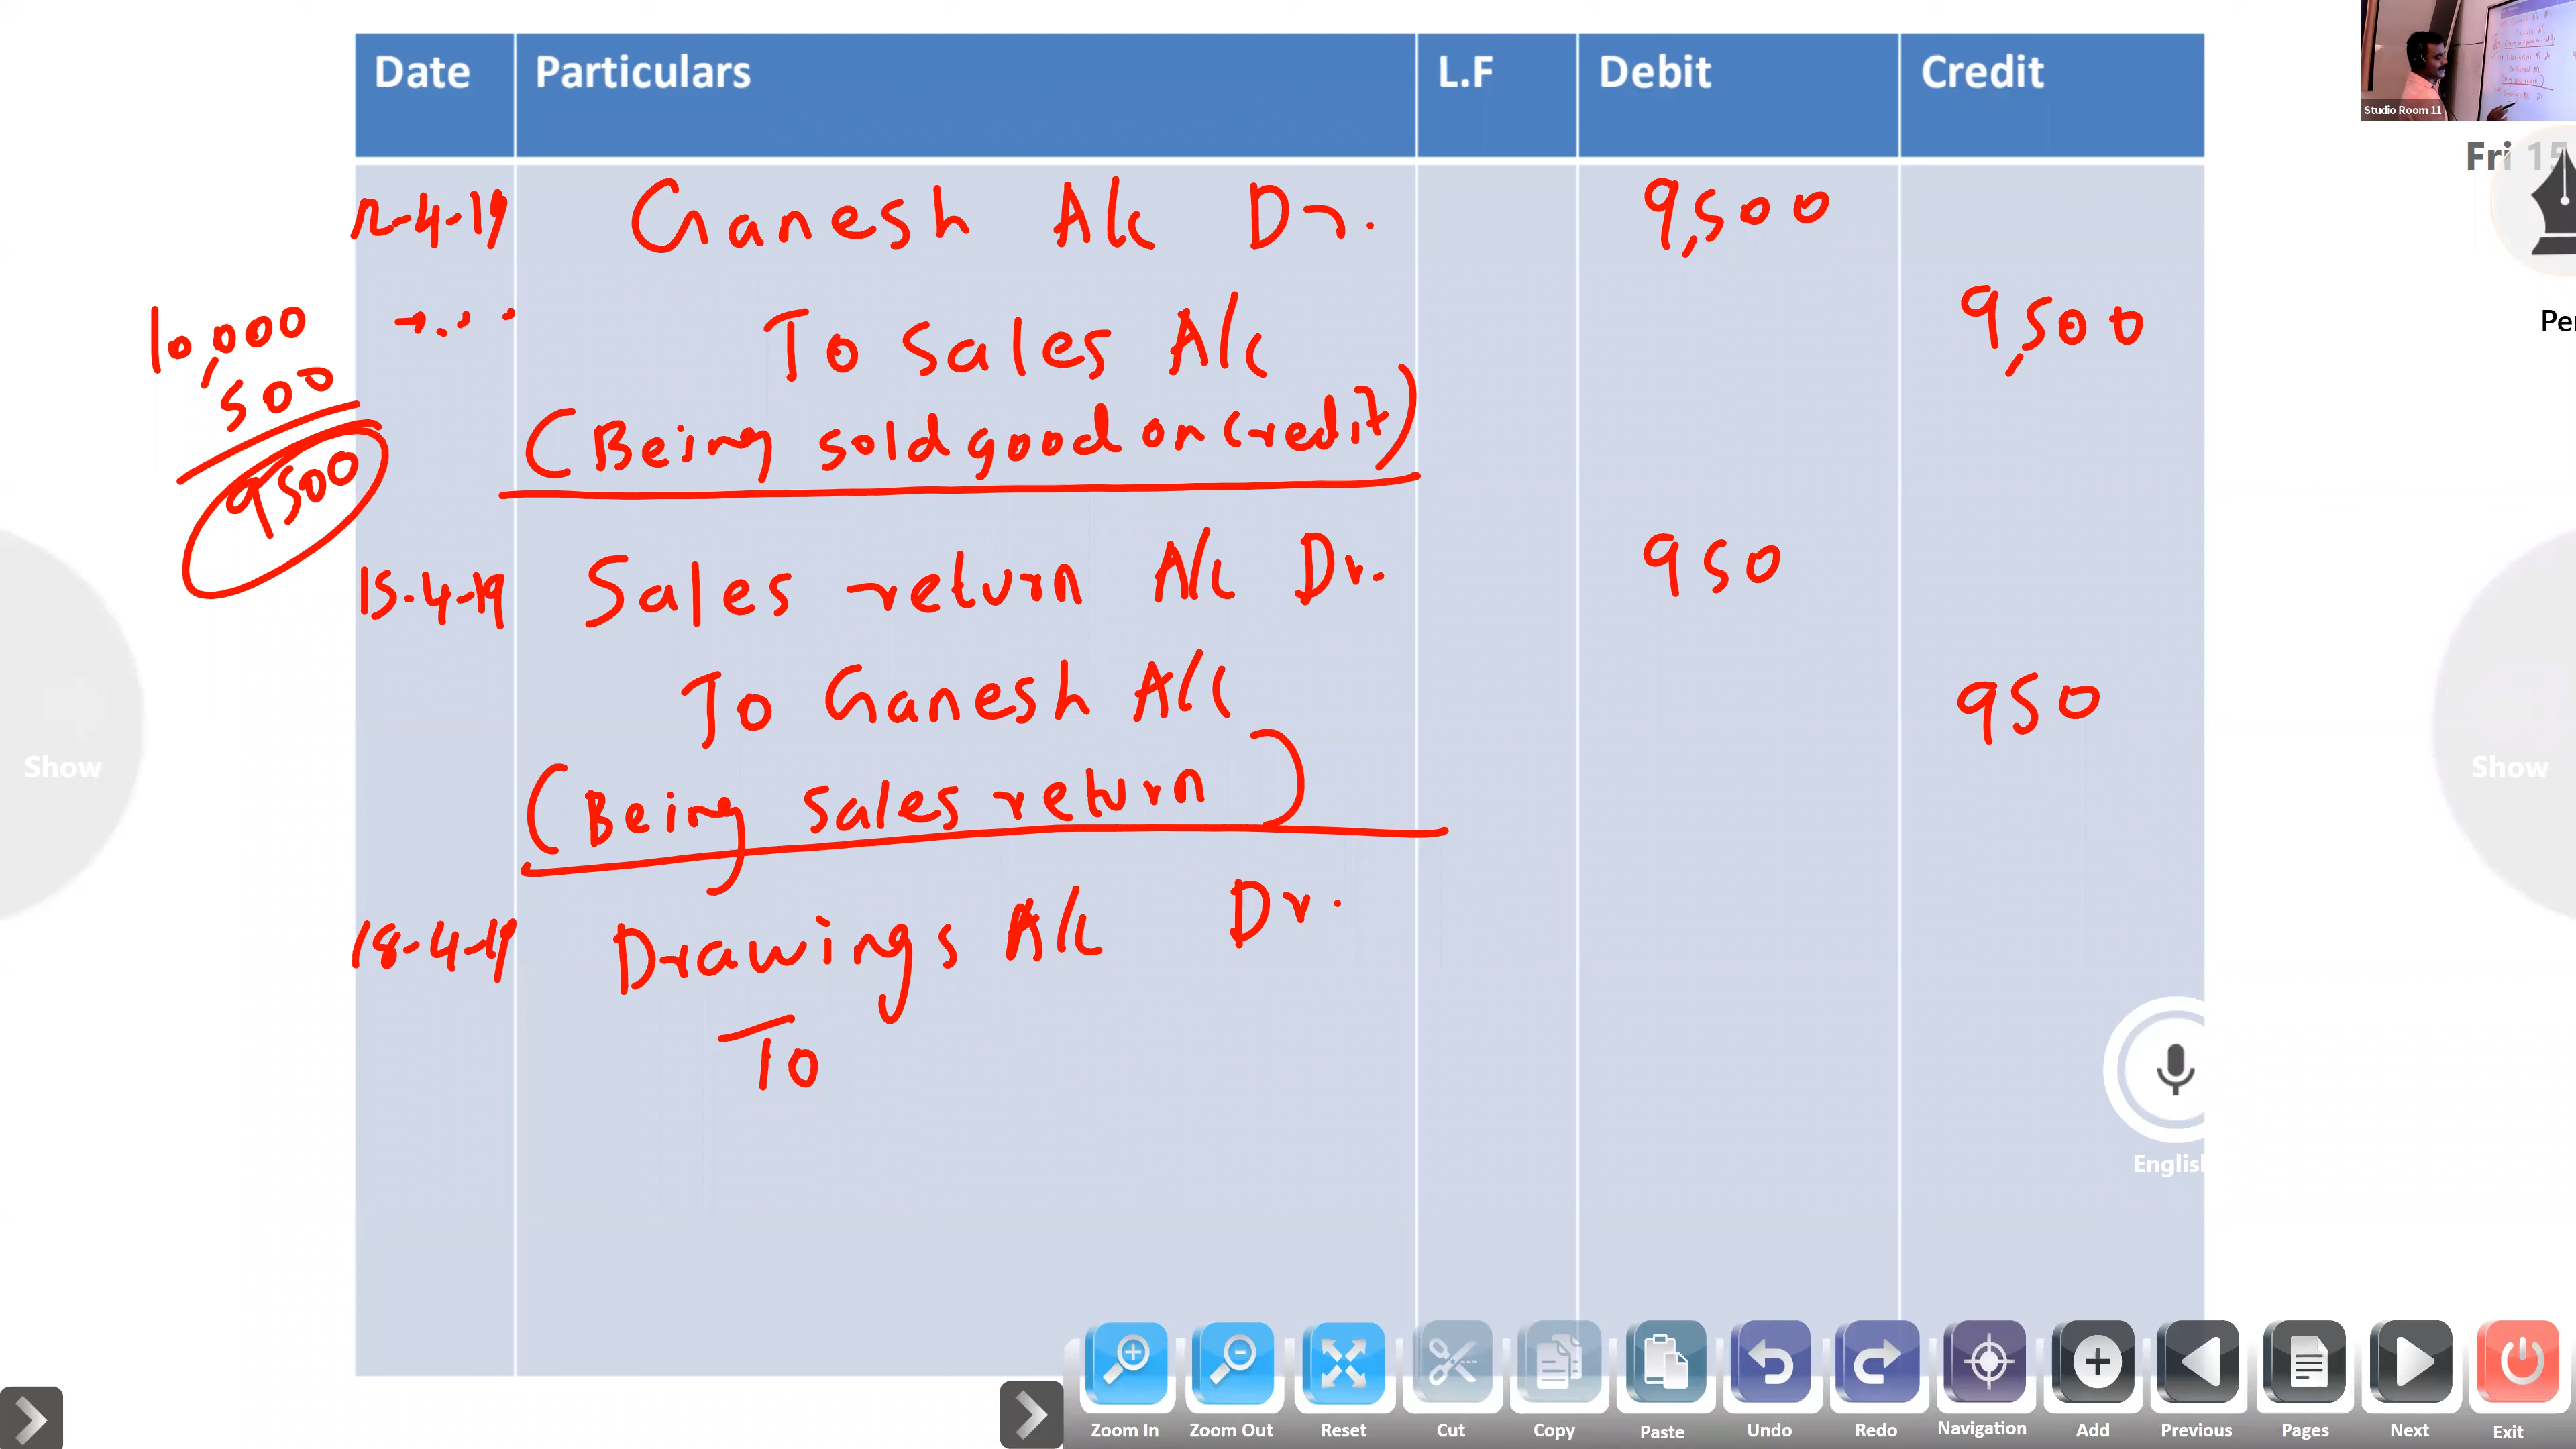 Date Particulars L.F Debit Credit
Studio Room 11
Fri 15
Per
12-4-19 Ganesh A/c Dr. 9,500
To Sales A/c 9,500
(Being sold good on credit)
10,000
500
9500
15-4-19 Sales return A/c Dr. 950
To Ganesh A/c 950
(Being sales return)
18-4-19 Drawings A/c Dr.
To
Show
Show
English
Zoom In Zoom Out Reset Cut Copy Paste Undo Redo Navigation Add Previous Pages Next Exit